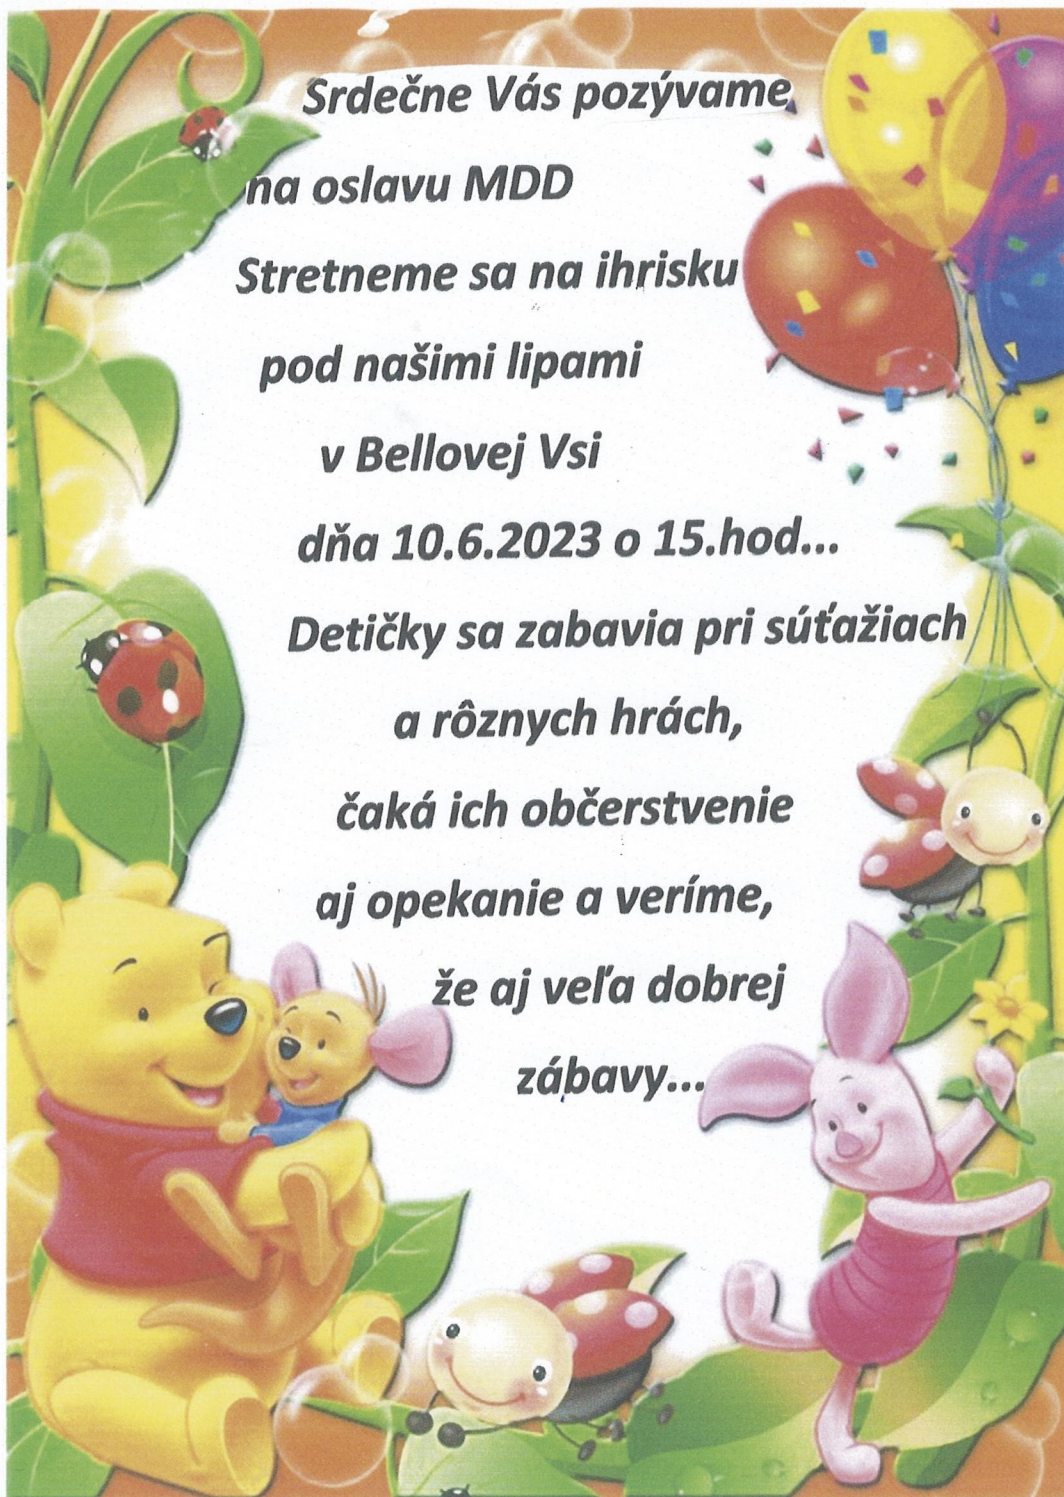 Srdečne Vás pozývame
na oslavu MDD
Stretneme sa na ihrisku
pod našimi lipami
v Bellovej Vsi
dňa 10.6.2023 o 15.hod...
Detičky sa zabavia pri súťažiach
a rôznych hrách,
čaká ich občerstvenie
aj opekanie a veríme,
že aj veľa dobrej
zábavy...